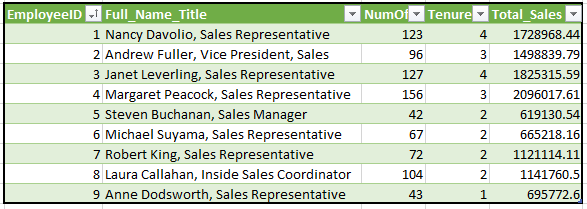 EmployeeID Full_Name_Title NumOf Tenure Total_Sales
1 Nancy Davolio, Sales Representative 123 4 1728968.44
2 Andrew Fuller, Vice President, Sales 96 3 1498839.79
3 Janet Leverling, Sales Representative 127 4 1825315.59
4 Margaret Peacock, Sales Representative 156 3 2096017.61
5 Steven Buchanan, Sales Manager 42 2 619130.54
6 Michael Suyama, Sales Representative 67 2 665218.16
7 Robert King, Sales Representative 72 2 1121114.11
8 Laura Callahan, Inside Sales Coordinator 104 2 1141760.5
9 Anne Dodsworth, Sales Representative 43 1 695772.6